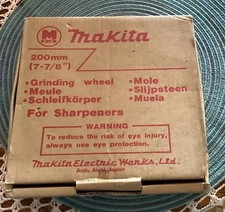 M makita
200mm
(7-7/8")
•Grinding wheel •Mole
•Meule •Slijpsteen
•Schleifkörper •Muela
For Sharpeners
WARNING
To reduce the risk of eye injury,
always use eye protection.
Makita Electric Works, Ltd.
Anjo, Aichi, Japan